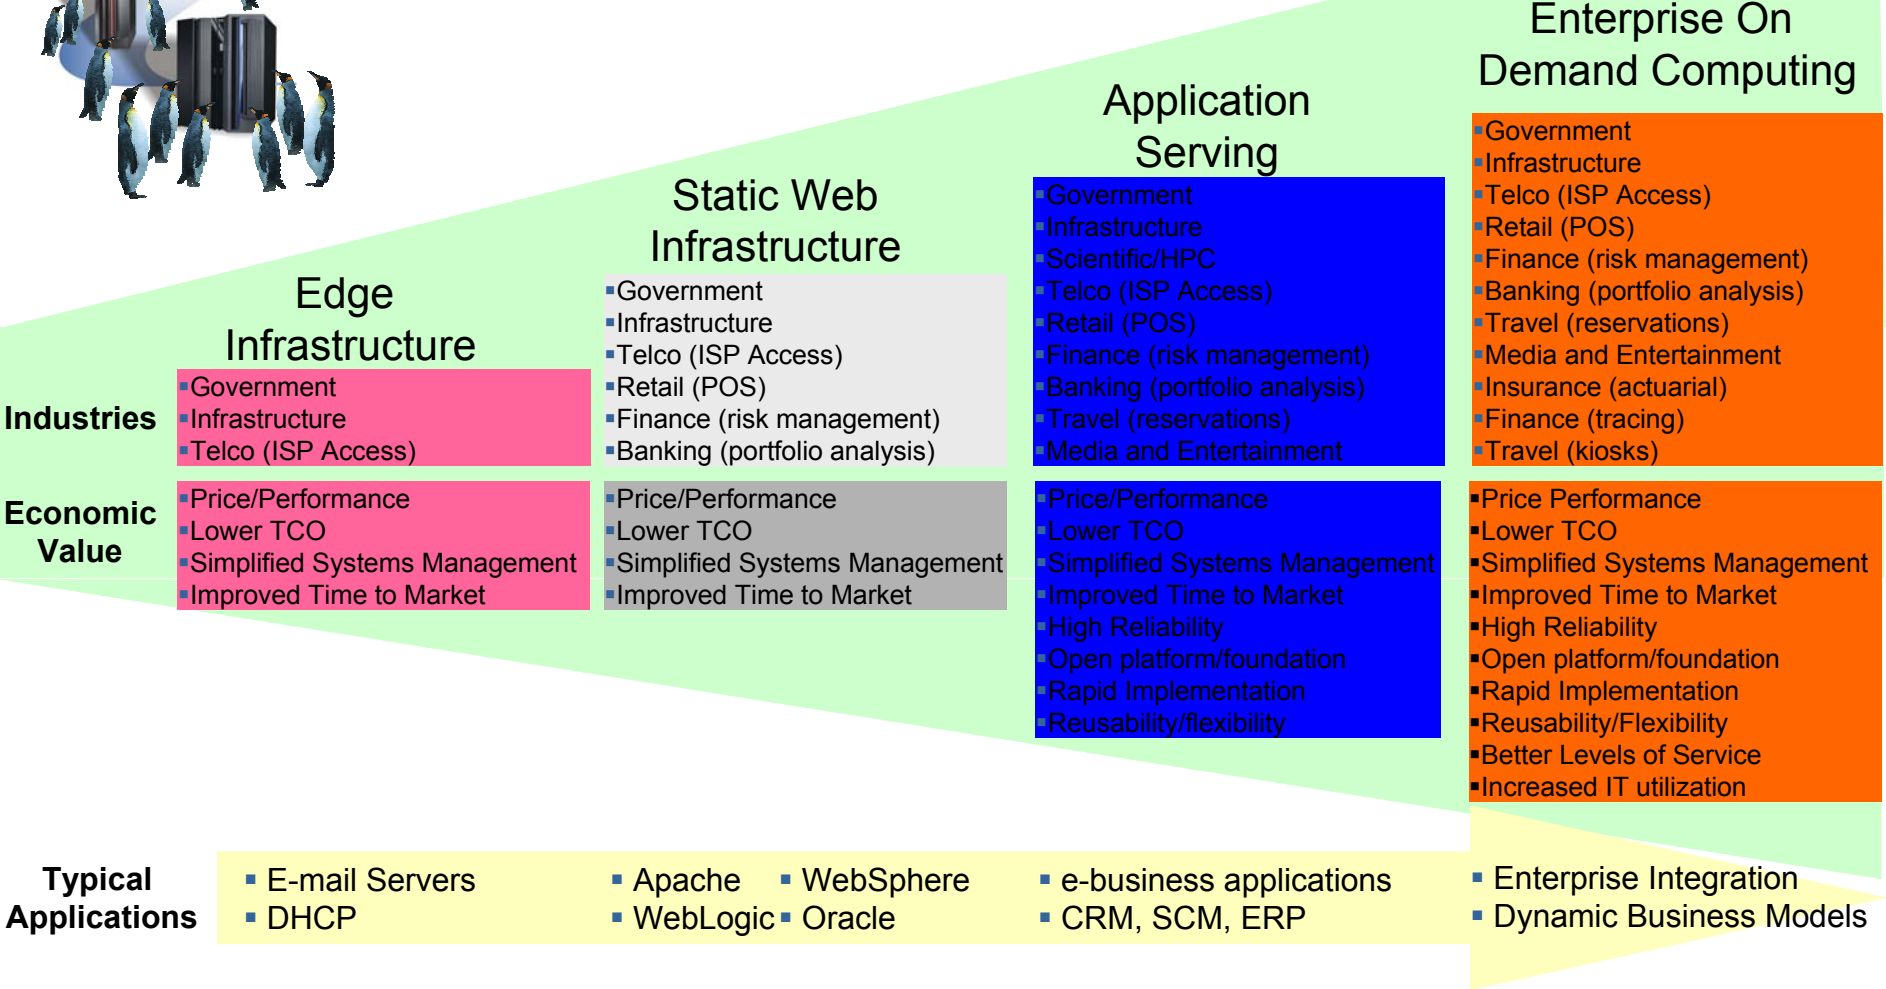 Enterprise On
Demand Computing
▪Government
▪Infrastructure
▪Telco (ISP Access)
▪Retail (POS)
▪Finance (risk management)
▪Banking (portfolio analysis)
▪Travel (reservations)
▪Media and Entertainment
▪Insurance (actuarial)
▪Finance (tracing)
▪Travel (kiosks)
Application
Serving
▪Government
▪Infrastructure
▪Scientific/HPC
▪Telco (ISP Access)
▪Retail (POS)
▪Finance (risk management)
▪Banking (portfolio analysis)
▪Travel (reservations)
▪Media and Entertainment
Static Web
Infrastructure
▪Government
▪Infrastructure
▪Telco (ISP Access)
▪Retail (POS)
▪Finance (risk management)
▪Banking (portfolio analysis)
Edge
Infrastructure
▪Government
▪Infrastructure
▪Telco (ISP Access)
Industries
Economic
Value
▪Price/Performance
▪Lower TCO
▪Simplified Systems Management
▪Improved Time to Market
▪Price/Performance
▪Lower TCO
▪Simplified Systems Management
▪Improved Time to Market
▪Price/Performance
▪Lower TCO
▪Simplified Systems Management
▪Improved Time to Market
▪High Reliability
▪Open platform/foundation
▪Rapid Implementation
▪Reusability/flexibility
▪Price Performance
▪Lower TCO
▪Simplified Systems Management
▪Improved Time to Market
▪High Reliability
▪Open platform/foundation
▪Rapid Implementation
▪Reusability/Flexibility
▪Better Levels of Service
▪Increased IT utilization
Typical
Applications
▪ E-mail Servers
▪ DHCP
▪ Apache ▪ WebSphere
▪ WebLogic ▪ Oracle
▪ e-business applications
▪ CRM, SCM, ERP
▪ Enterprise Integration
▪ Dynamic Business Models